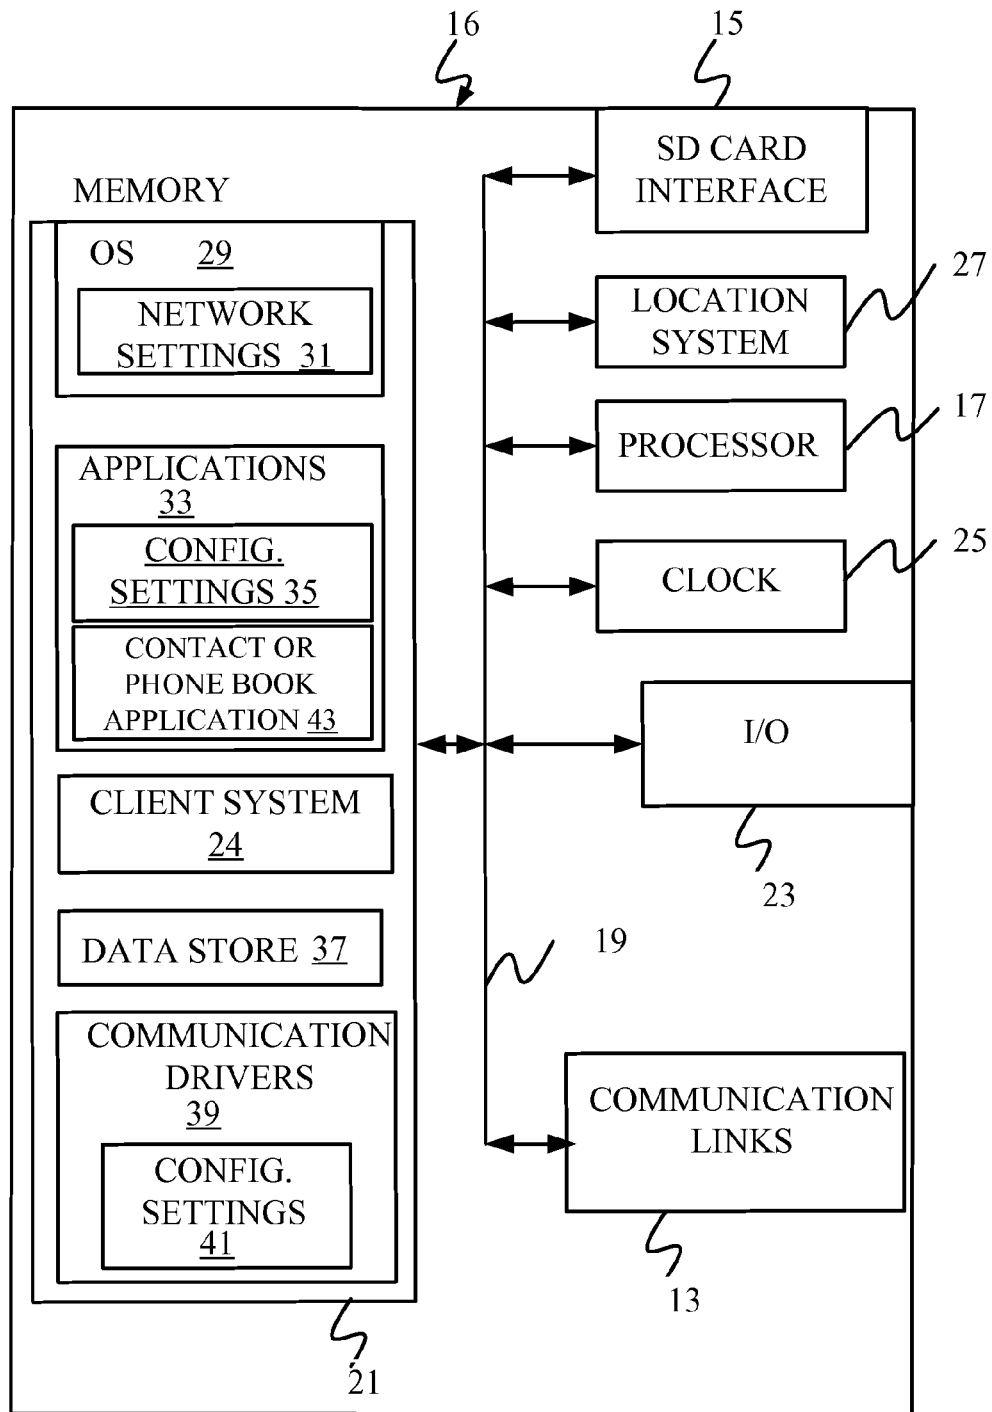 16
15
SD CARD
INTERFACE
MEMORY
OS 29
NETWORK
SETTINGS 31
27
LOCATION
SYSTEM
17
PROCESSOR
APPLICATIONS
33
CONFIG.
SETTINGS 35
25
CLOCK
CONTACT OR
PHONE BOOK
APPLICATION 43
I/O
23
CLIENT SYSTEM
24
DATA STORE 37
19
COMMUNICATION
DRIVERS
39
CONFIG.
SETTINGS
41
COMMUNICATION
LINKS
13
21